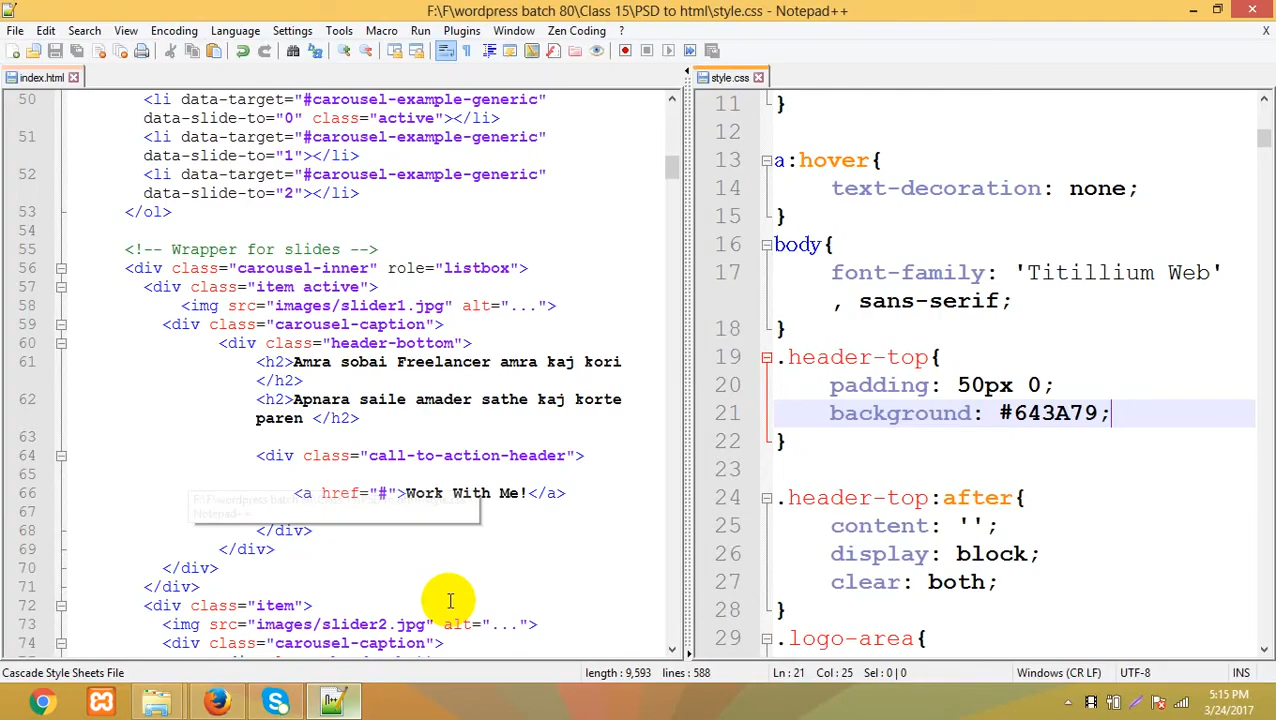 F:\F\wordpress batch 80\Class 15\PSD to html\style.css - Notepad++
File Edit Search View Encoding Language Settings Tools Macro Run Plugins Window Zen Coding ?
X
index.html
50 <li data-target="#carousel-example-generic"
data-slide-to="0" class="active"></li>
51 <li data-target="#carousel-example-generic"
data-slide-to="1"></li>
52 <li data-target="#carousel-example-generic"
data-slide-to="2"></li>
53 </ol>
54
55 <!-- Wrapper for slides -->
56 <div class="carousel-inner" role="listbox">
57 <div class="item active">
58 <img src="images/slider1.jpg" alt="...">
59 <div class="carousel-caption">
60 <div class="header-bottom">
61 <h2>Amra sobai Freelancer amra kaj kori
</h2>
62 <h2>Apnara saile amader sathe kaj korte
paren </h2>
63
64 <div class="call-to-action-header">
65
66 <a href="#">Work With Me!</a>
67
68 </div>
69 </div>
70 </div>
71 </div>
72 <div class="item">
73 <img src="images/slider2.jpg" alt="...">
74 <div class="carousel-caption">
style.css
11 }
12
13 a:hover{
14 text-decoration: none;
15 }
16 body{
17 font-family: 'Titillium Web'
, sans-serif;
18 }
19 .header-top{
20 padding: 50px 0;
21 background: #643A79;
22 }
23
24 .header-top:after{
25 content: '';
26 display: block;
27 clear: both;
28 }
29 .logo-area{
Cascade Style Sheets File
length : 9,593 lines : 588
Ln : 21 Col : 25 Sel : 0 | 0
Windows (CR LF)
UTF-8
INS
5:15 PM
3/24/2017